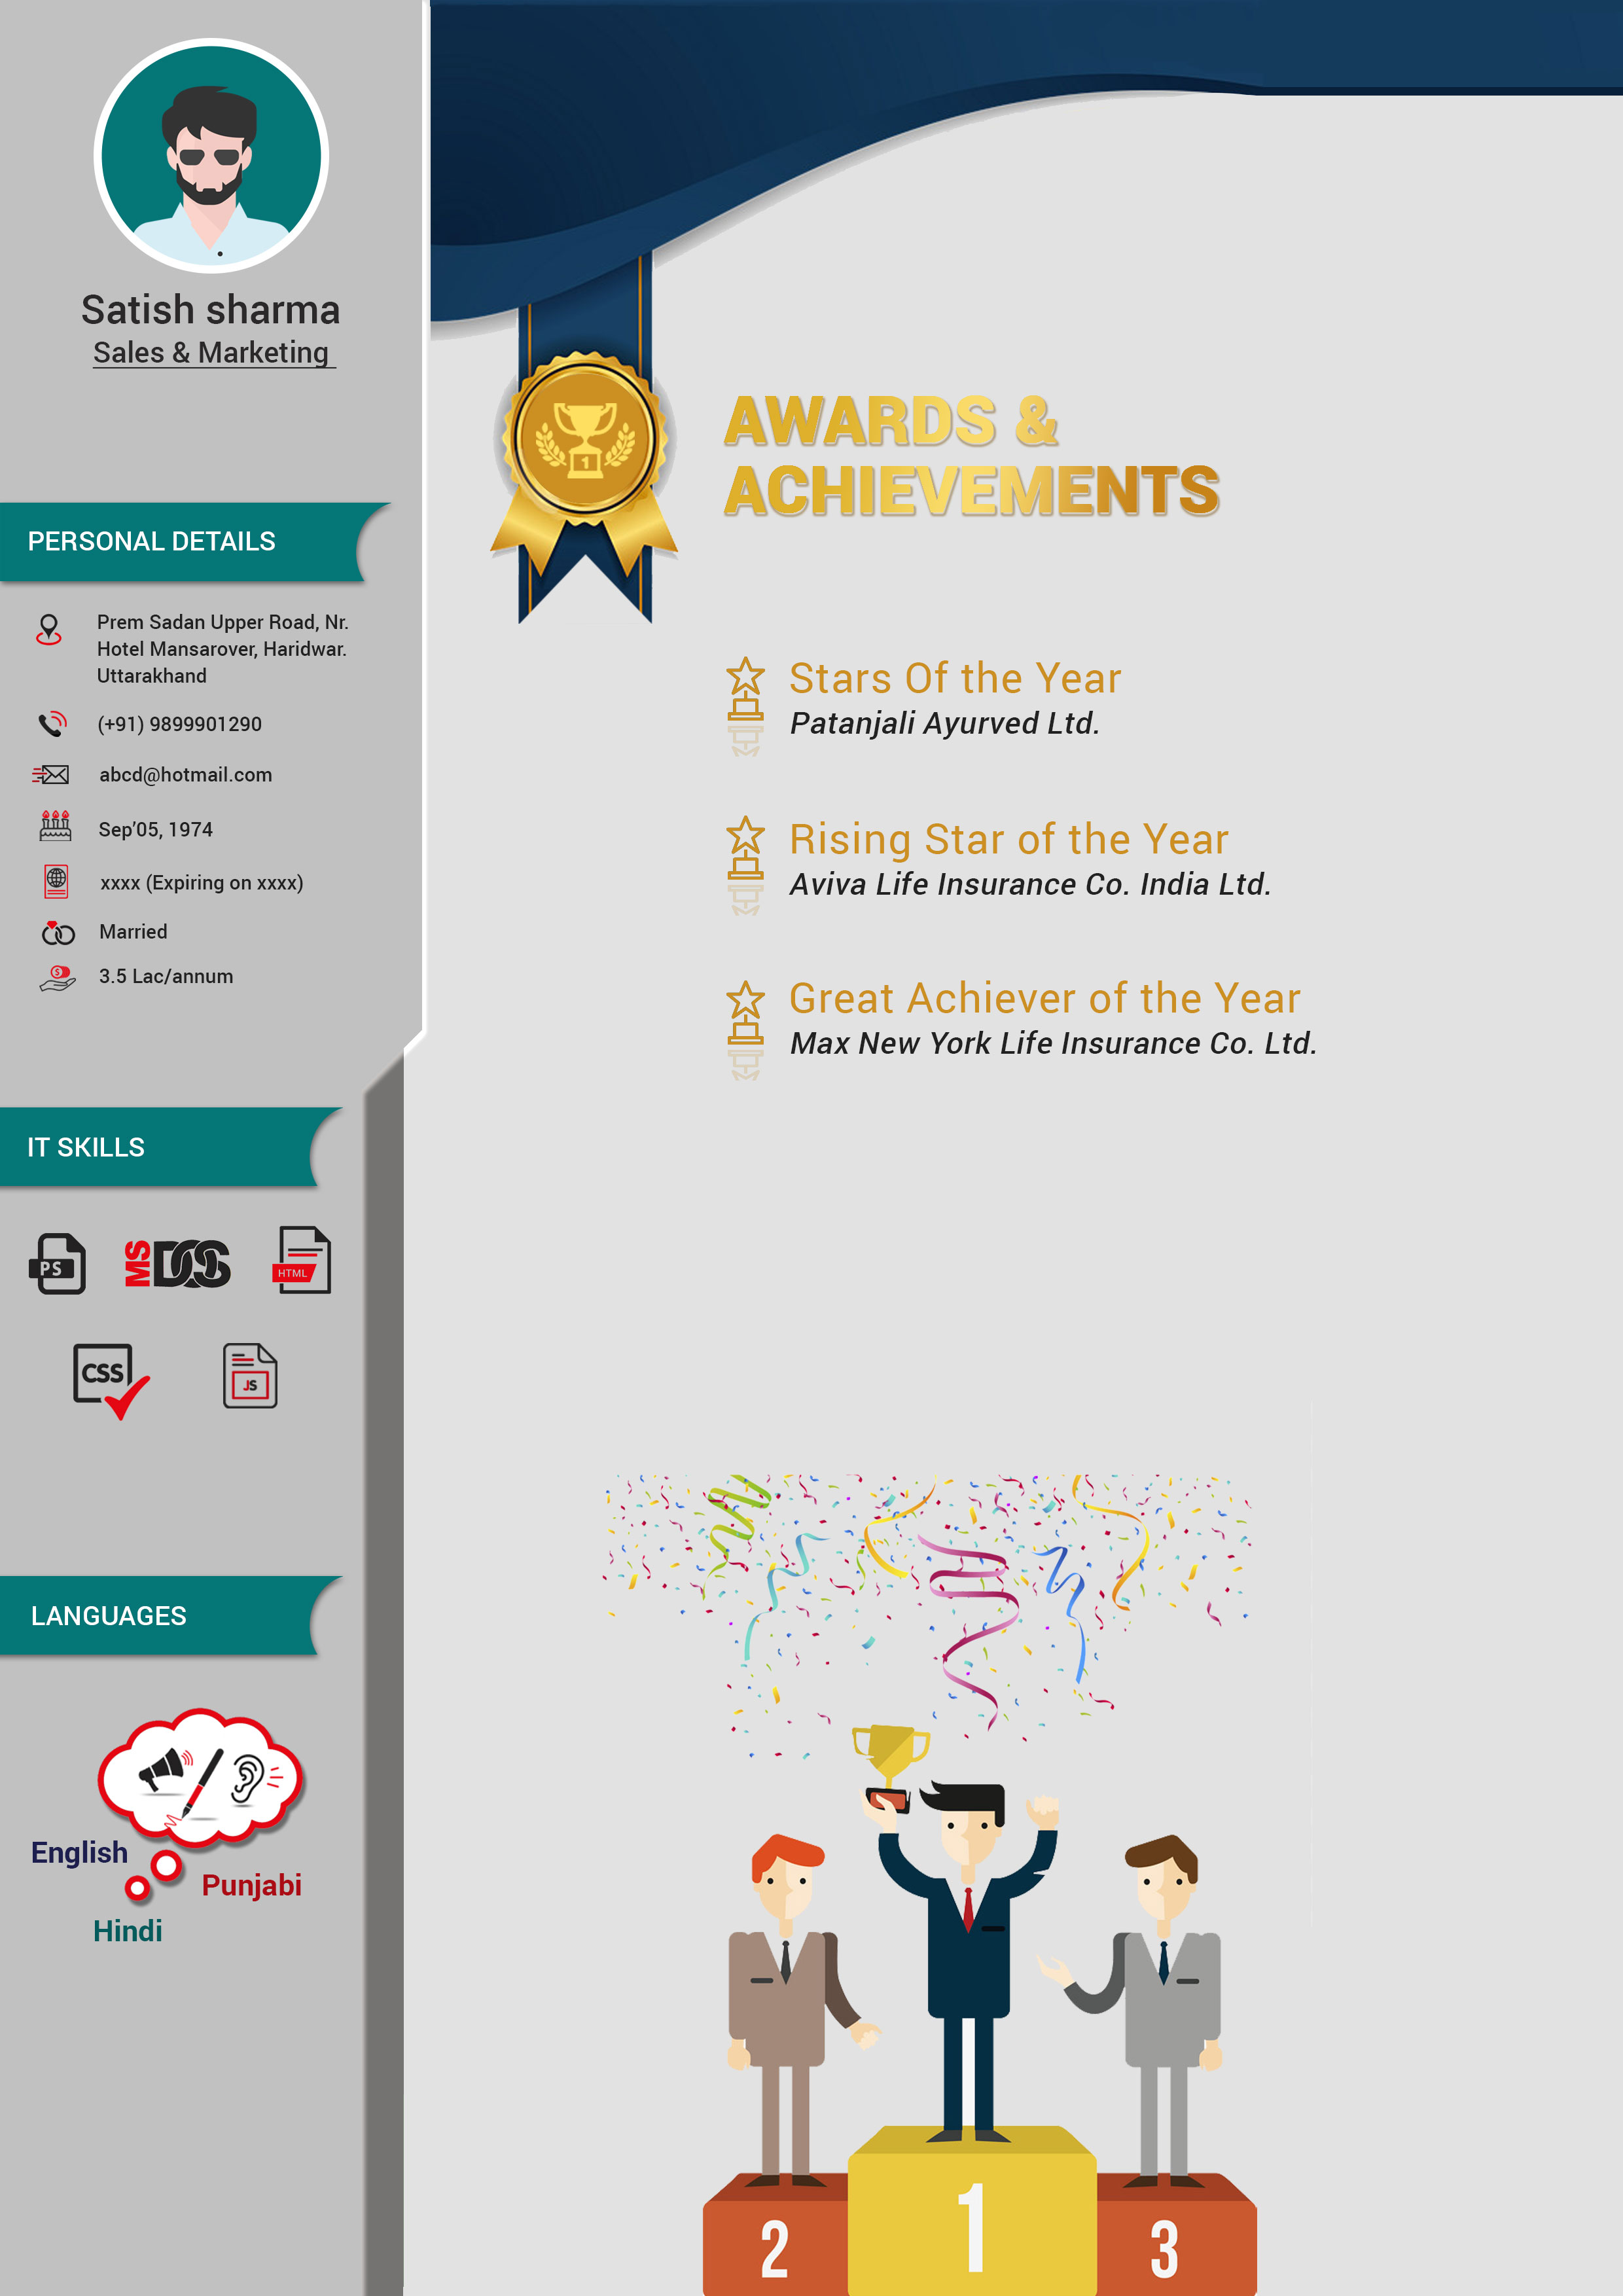 Satish sharma
Sales & Marketing
PERSONAL DETAILS
Prem Sadan Upper Road, Nr.
Hotel Mansarover, Haridwar.
Uttarakhand
(+91) 9899901290
abcd@hotmail.com
Sep'05, 1974
xxxx (Expiring on xxxx)
Married
3.5 Lac/annum
IT SKILLS
PS
MS DOS
HTML
CSS
JS
LANGUAGES
English
Punjabi
Hindi
1
AWARDS &
ACHIEVEMENTS
Stars Of the Year
Patanjali Ayurved Ltd.
Rising Star of the Year
Aviva Life Insurance Co. India Ltd.
Great Achiever of the Year
Max New York Life Insurance Co. Ltd.
2
1
3